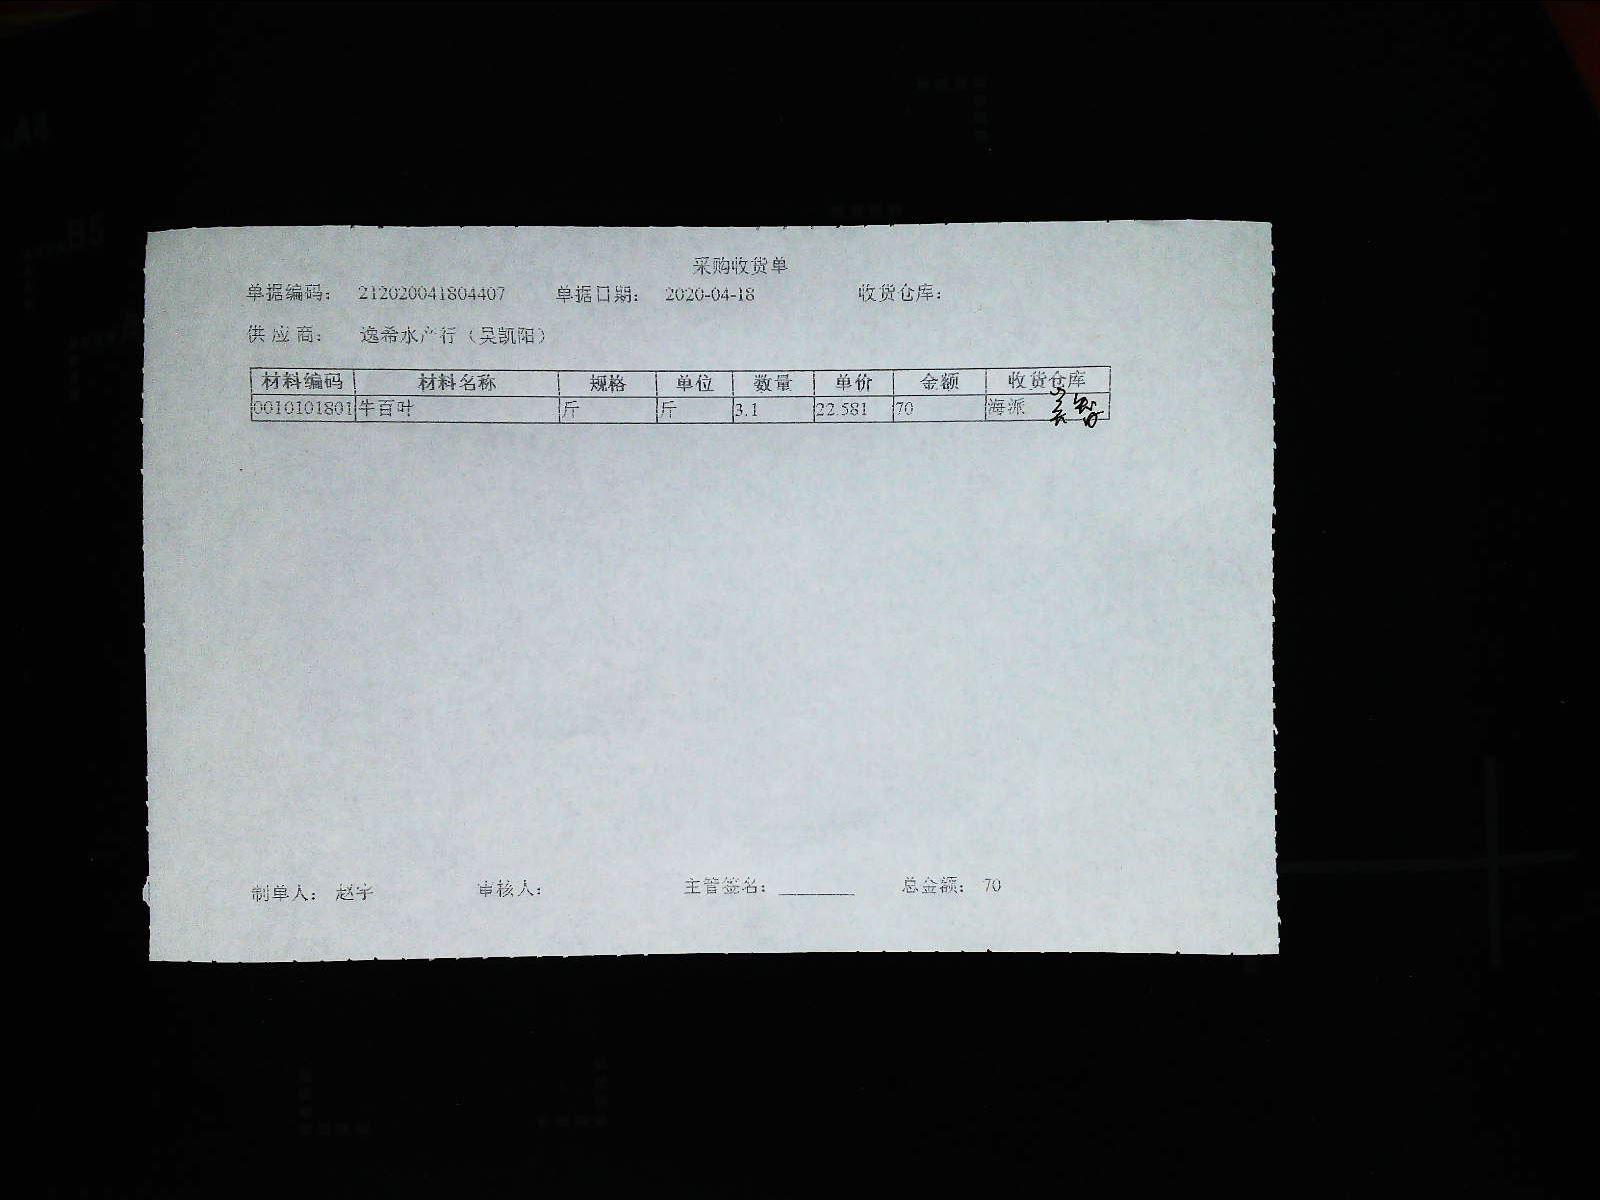 采购收货单
单据编码： 212020041804407 单据日期： 2020-04-18 收货仓库：
供应商： 逸希水产行（吴凯阳）
材料编码 材料名称 规格 单位 数量 单价 金额 收货仓库
0010101801 牛百叶 斤 斤 3.1 22.581 70 海派
制单人： 赵宇 审核人： 主管签名： ________ 总金额： 70
A4
B5